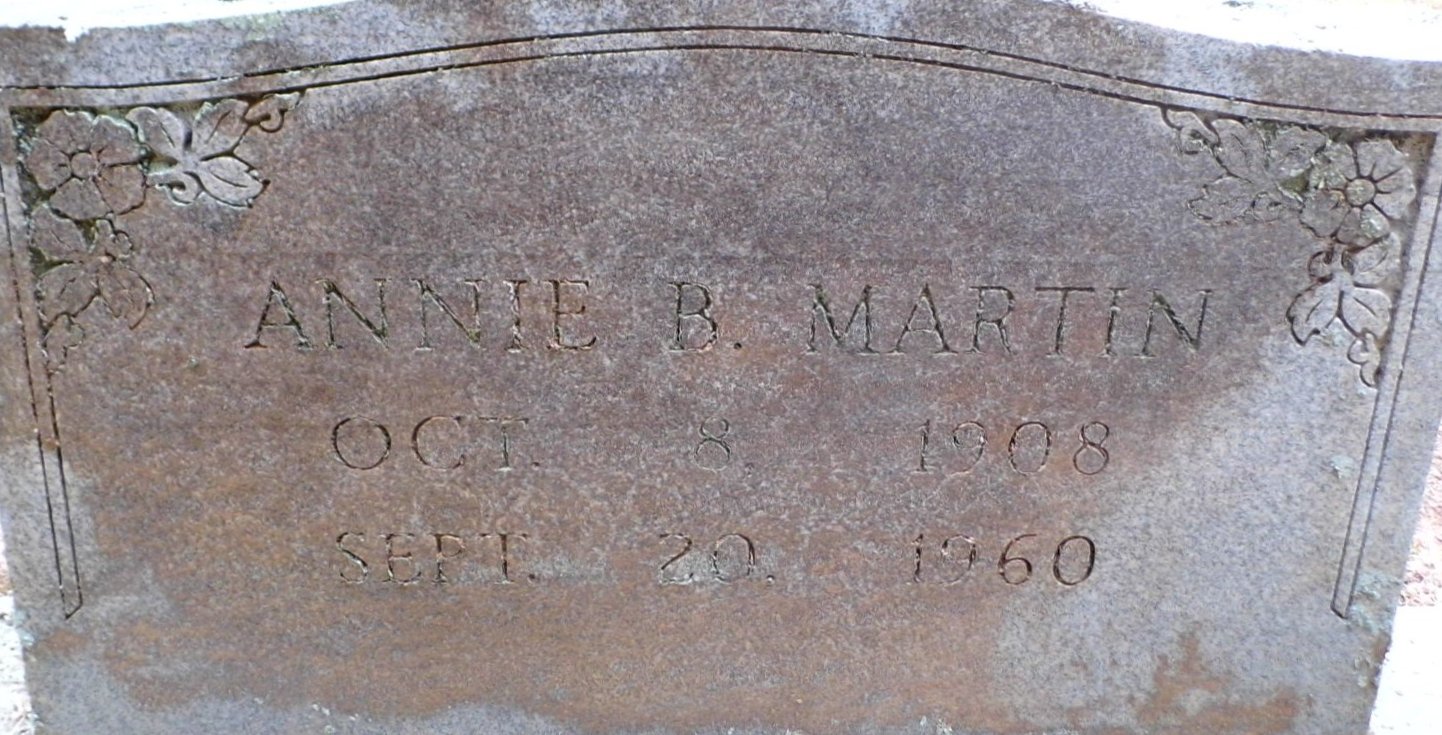 ANNIE B. MARTIN
OCT. 8, 1908
SEPT. 20, 1960